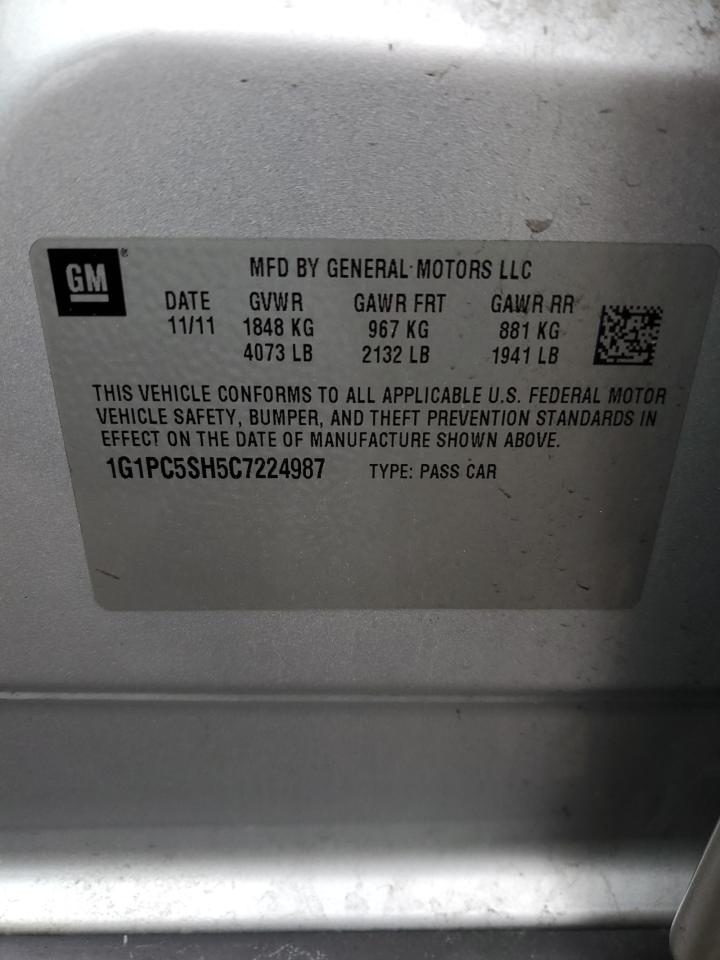 GM®
MFD BY GENERAL MOTORS LLC
DATE GVWR GAWR FRT GAWR RR
11/11 1848 KG 967 KG 881 KG
4073 LB 2132 LB 1941 LB
THIS VEHICLE CONFORMS TO ALL APPLICABLE U.S. FEDERAL MOTOR
VEHICLE SAFETY, BUMPER, AND THEFT PREVENTION STANDARDS IN
EFFECT ON THE DATE OF MANUFACTURE SHOWN ABOVE.
1G1PC5SH5C7224987 TYPE: PASS CAR